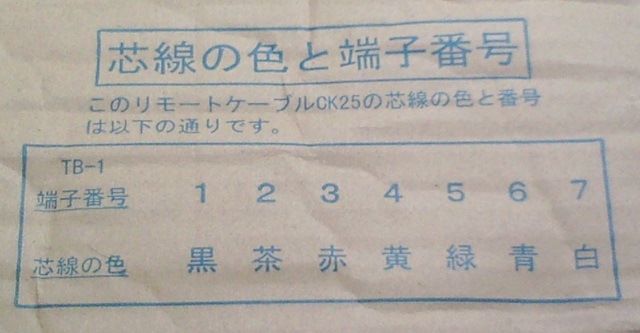 芯線の色と端子番号
このリモートケーブルCK25の芯線の色と番号
は以下の通りです。
TB-1
端子番号 1 2 3 4 5 6 7
芯線の色 黒 茶 赤 黄 緑 青 白